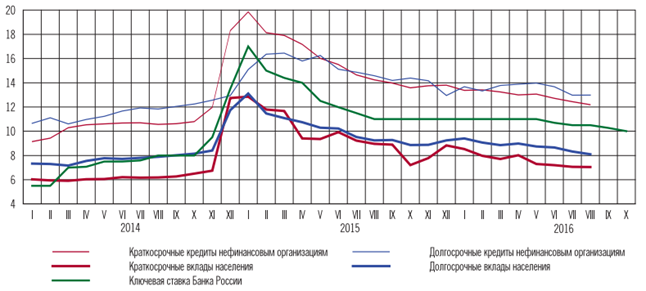 20
18
16
14
12
10
8
6
4
I II III IV V VI VII VIII IX X XI XII I II III IV V VI VII VIII IX X XI XII I II III IV V VI VII VIII IX X
2014 2015 2016
Краткосрочные кредиты нефинансовым организациям Долгосрочные кредиты нефинансовым организациям
Краткосрочные вклады населения Долгосрочные вклады населения
Ключевая ставка Банка России